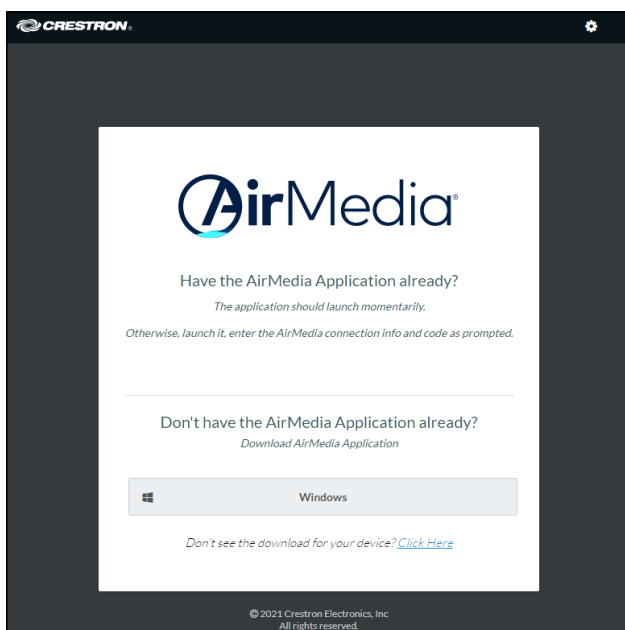 CRESTRON®
AirMedia®
Have the AirMedia Application already?
The application should launch momentarily.
Otherwise, launch it, enter the AirMedia connection info and code as prompted.
Don't have the AirMedia Application already?
Download AirMedia Application
Windows
Don't see the download for your device? Click Here
© 2021 Crestron Electronics, Inc
All rights reserved.